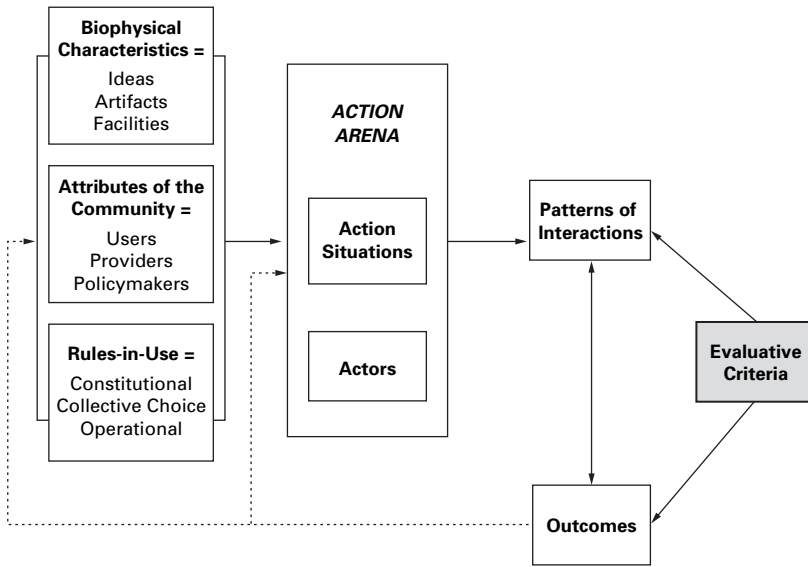 Biophysical
Characteristics =
Ideas
Artifacts
Facilities
Attributes of the
Community =
Users
Providers
Policymakers
Rules-in-Use =
Constitutional
Collective Choice
Operational
ACTION
ARENA
Action
Situations
Actors
Patterns of
Interactions
Outcomes
Evaluative
Criteria